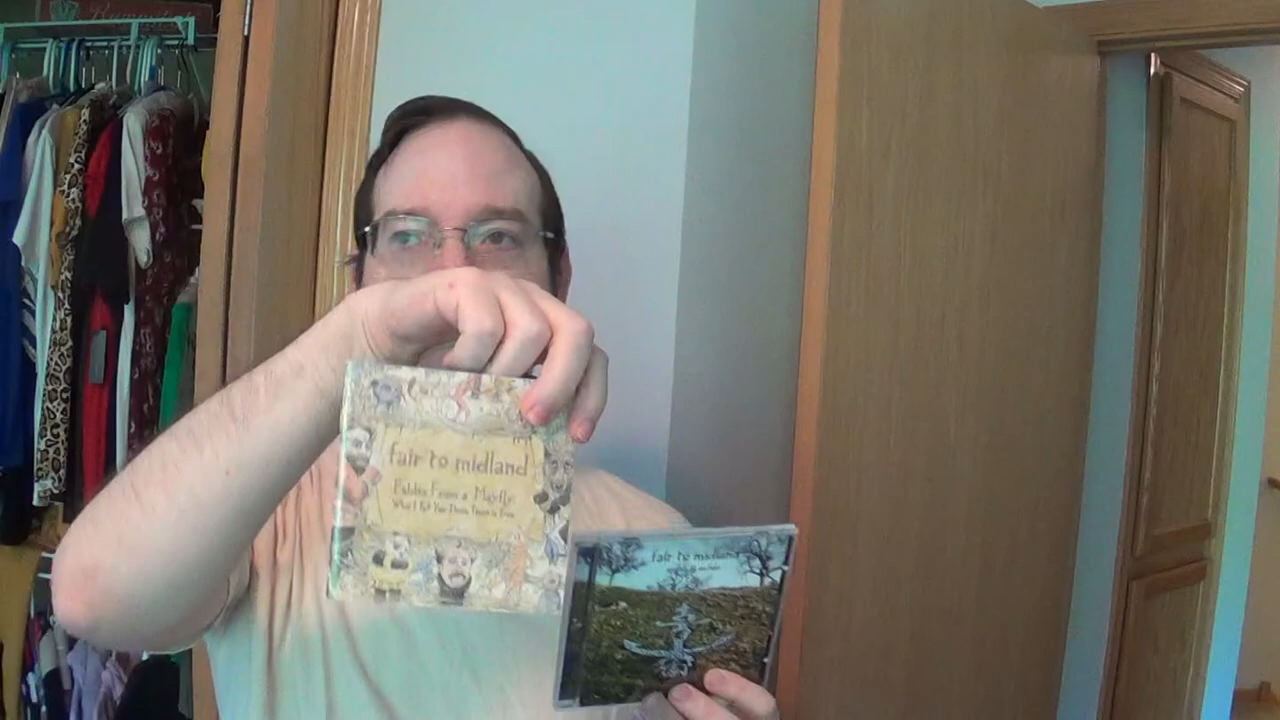 fair to midland
Fables From a Mayfly:
What I Tell You Three Times is True
fair to midland